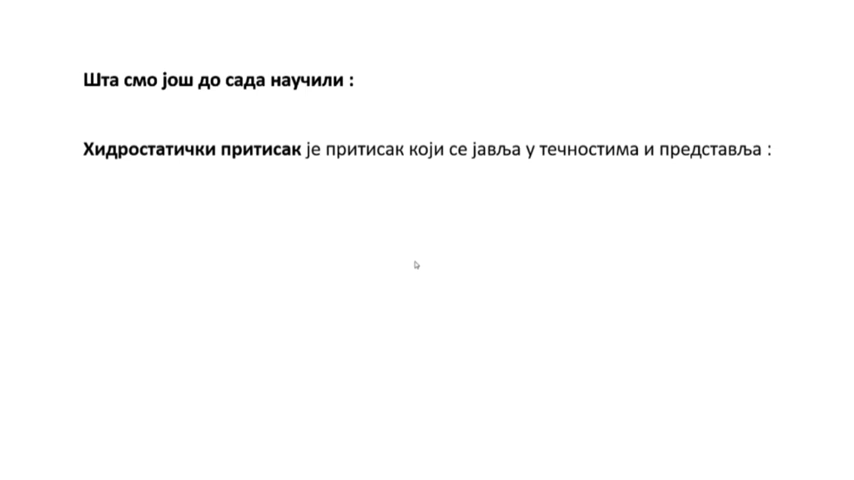 Шта смо још до сада научили :
Хидростатички притисак је притисак који се јавља у течностима и представља :